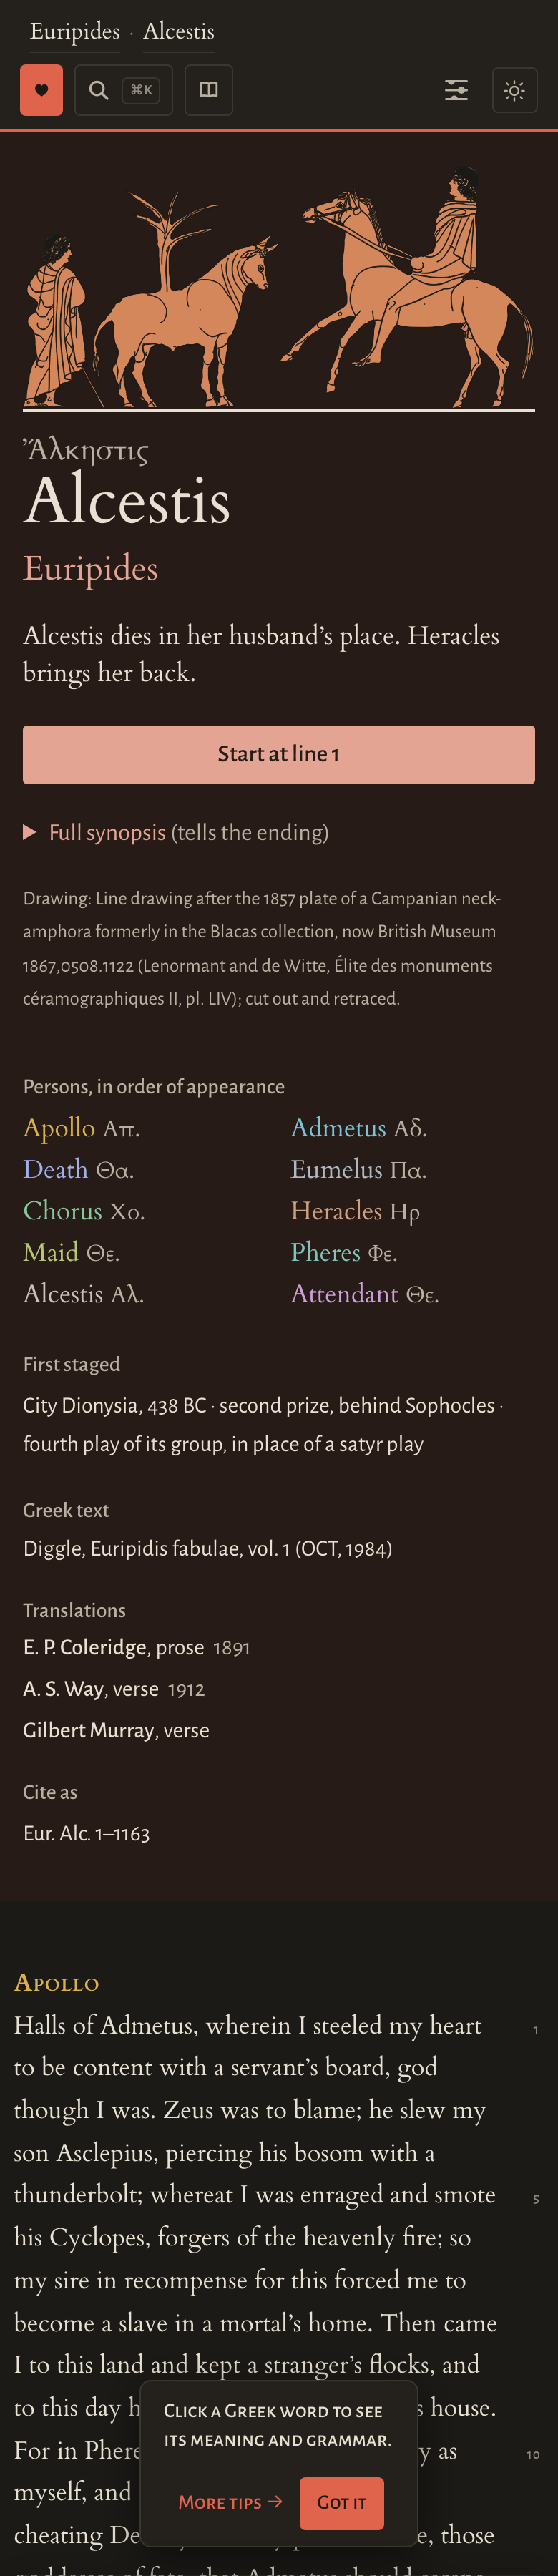 Euripides · Alcestis
⌘K
Ἄλκηστις
Alcestis
Euripides
Alcestis dies in her husband’s place. Heracles
brings her back.
Start at line 1
Full synopsis (tells the ending)
Drawing: Line drawing after the 1857 plate of a Campanian neck-
amphora formerly in the Blacas collection, now British Museum
1867,0508.1122 (Lenormant and de Witte, Élite des monuments
céramographiques II, pl. LIV); cut out and retraced.
Persons, in order of appearance
Apollo Απ.
Death Θα.
Chorus Χο.
Maid Θε.
Alcestis Αλ.
Admetus Αδ.
Eumelus Πα.
Heracles Ηρ
Pheres Φε.
Attendant Θε.
First staged
City Dionysia, 438 BC · second prize, behind Sophocles ·
fourth play of its group, in place of a satyr play
Greek text
Diggle, Euripidis fabulae, vol. 1 (OCT, 1984)
Translations
E. P. Coleridge, prose 1891
A. S. Way, verse 1912
Gilbert Murray, verse
Cite as
Eur. Alc. 1–1163
Apollo
Halls of Admetus, wherein I steeled my heart 1
to be content with a servant’s board, god
though I was. Zeus was to blame; he slew my
son Asclepius, piercing his bosom with a
thunderbolt; whereat I was enraged and smote 5
his Cyclopes, forgers of the heavenly fire; so
my sire in recompense for this forced me to
become a slave in a mortal’s home. Then came
I to this land and kept a stranger’s flocks, and
to this day house.
For in as 10
myself, and
cheating those
Click a Greek word to see
its meaning and grammar.
More tips →
Got it